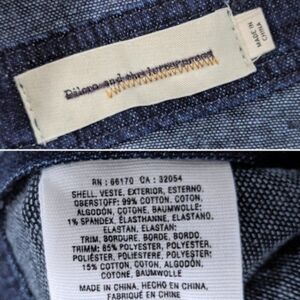 MADE IN
CHINA
RN : 66170 CA : 32054
SHELL, VESTE, EXTERIOR, ESTERNO,
OBERSTOFF: 99% COTTON, COTON,
ALGODÓN, COTONE, BAUMWOLLE:
1% SPANDEX, ÉLASTHANNE, ELASTANO,
ELASTAN, ELASTAN:
TRIM, BORDURE, BORDE, BORDO,
TRIMM: 85% POLYESTER, POLYESTER,
POLIÉSTER, POLIESTERE, POLYESTER:
15% COTTON, COTON, ALGODÓN,
COTONE, BAUMWOLLE
MADE IN CHINA, HECHO EN CHINA,
FABRIQUÉ EN CHINE